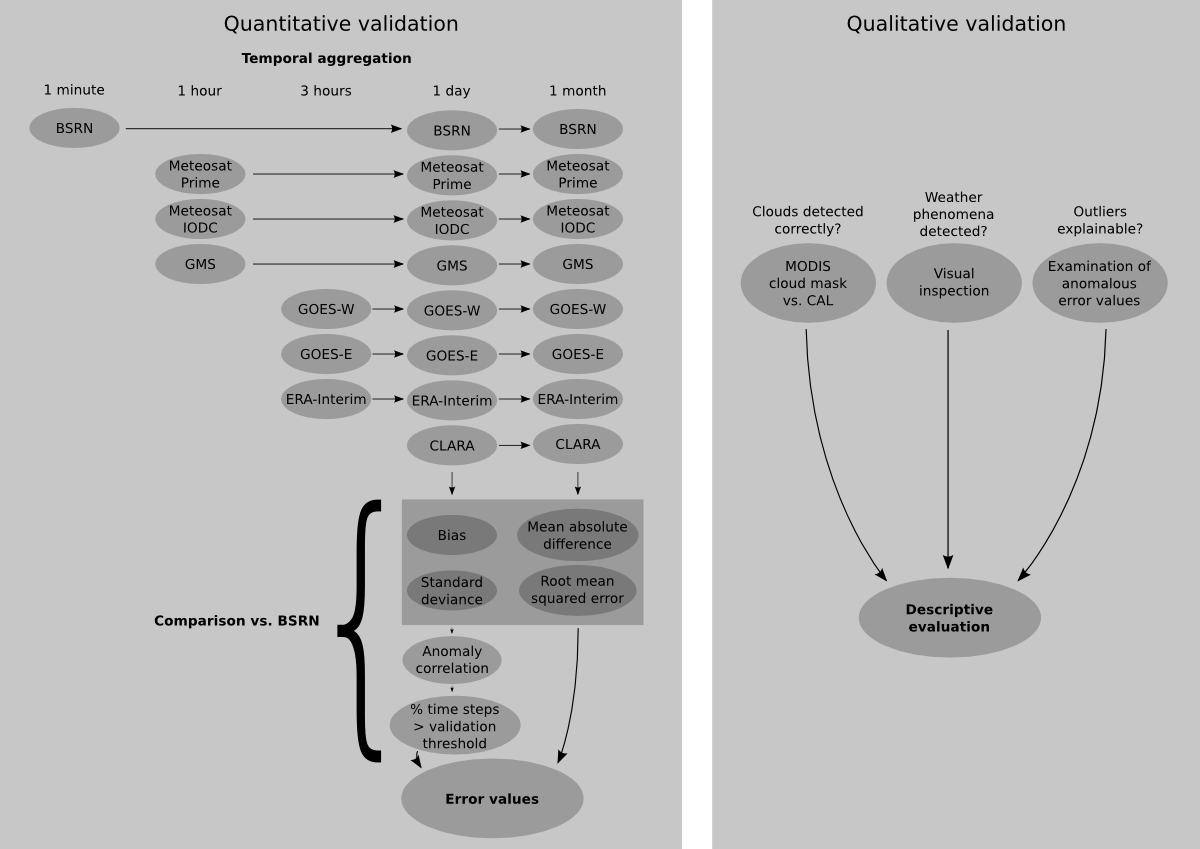 Quantitative validation
Temporal aggregation
1 minute
1 hour
3 hours
1 day
1 month
BSRN
BSRN
BSRN
Meteosat
Prime
Meteosat
Prime
Meteosat
Prime
Meteosat
IODC
Meteosat
IODC
Meteosat
IODC
GMS
GMS
GMS
GOES-W
GOES-W
GOES-W
GOES-E
GOES-E
GOES-E
ERA-Interim
ERA-Interim
ERA-Interim
CLARA
CLARA
Bias
Mean absolute
difference
Standard
deviance
Root mean
squared error
Comparison vs. BSRN
Anomaly
correlation
% time steps
> validation
threshold
Error values
Qualitative validation
Clouds detected
correctly?
Weather
phenomena
detected?
Outliers
explainable?
MODIS
cloud mask
vs. CAL
Visual
inspection
Examination of
anomalous
error values
Descriptive
evaluation